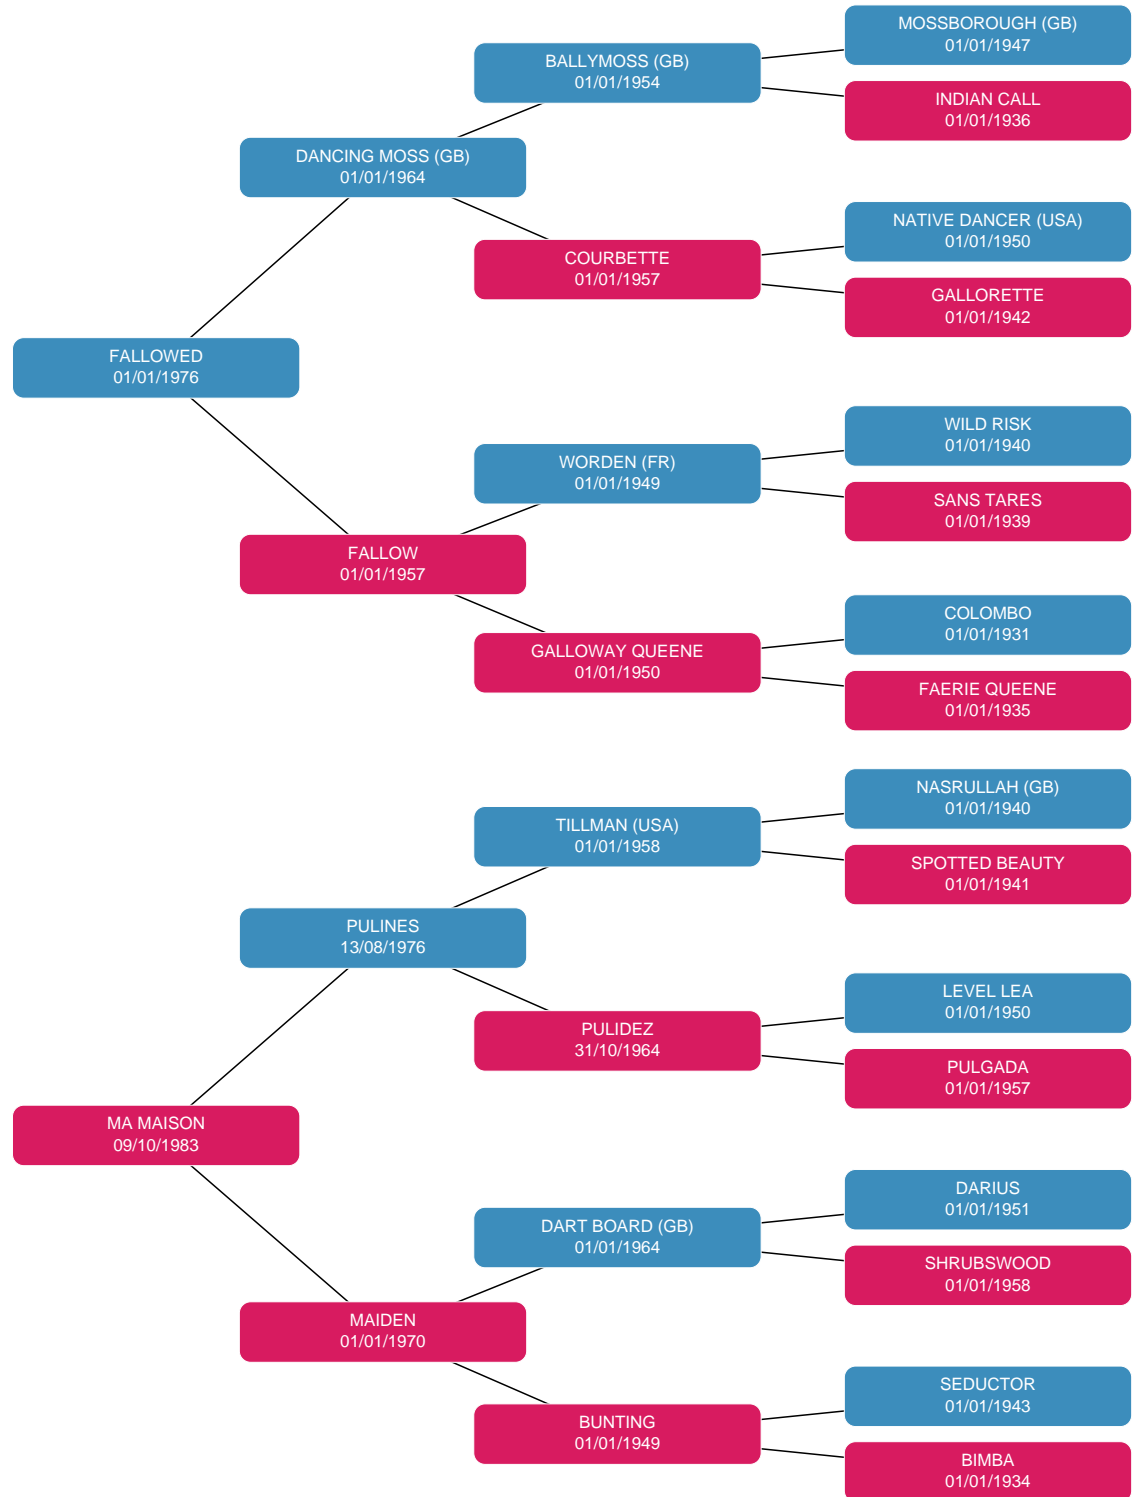 MOSSBOROUGH (GB)
01/01/1947
BALLYMOSS (GB)
01/01/1954
INDIAN CALL
01/01/1936
DANCING MOSS (GB)
01/01/1964
NATIVE DANCER (USA)
01/01/1950
COURBETTE
01/01/1957
GALLORETTE
01/01/1942
FALLOWED
01/01/1976
WILD RISK
01/01/1940
WORDEN (FR)
01/01/1949
SANS TARES
01/01/1939
FALLOW
01/01/1957
COLOMBO
01/01/1931
GALLOWAY QUEENE
01/01/1950
FAERIE QUEENE
01/01/1935
NASRULLAH (GB)
01/01/1940
TILLMAN (USA)
01/01/1958
SPOTTED BEAUTY
01/01/1941
PULINES
13/08/1976
LEVEL LEA
01/01/1950
PULIDEZ
31/10/1964
PULGADA
01/01/1957
MA MAISON
09/10/1983
DARIUS
01/01/1951
DART BOARD (GB)
01/01/1964
SHRUBSWOOD
01/01/1958
MAIDEN
01/01/1970
SEDUCTOR
01/01/1943
BUNTING
01/01/1949
BIMBA
01/01/1934